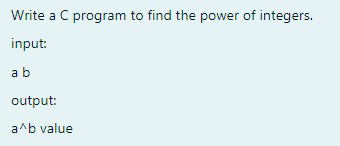 Write a C program to find the power of integers.
input:
a b
output:
a^b value